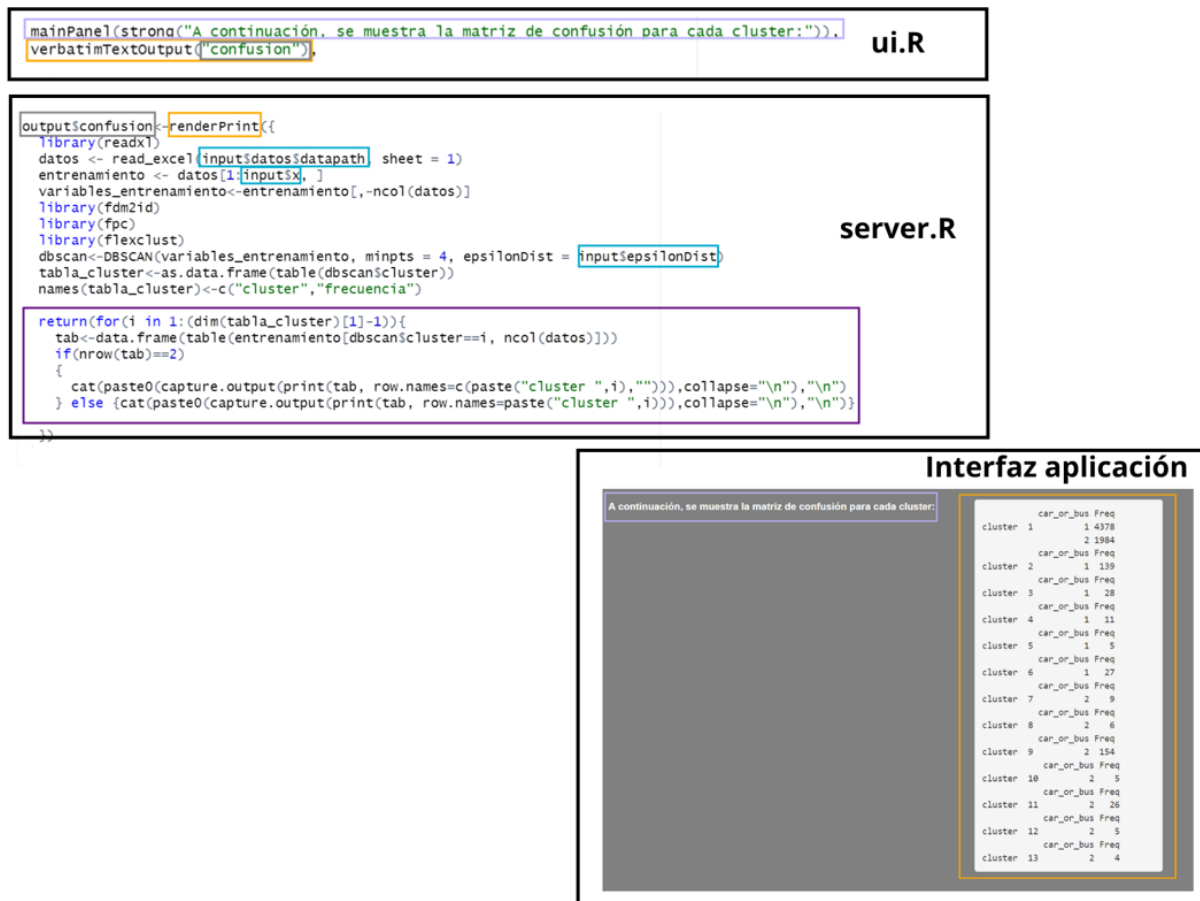 mainPanel(strong("A continuación, se muestra la matriz de confusión para cada cluster:")),
verbatimTextOutput("confusion"),
ui.R
output$confusion<-renderPrint({
library(readxl)
datos <- read_excel(input$datos$datapath, sheet = 1)
entrenamiento <- datos[1:input$x, ]
variables_entrenamiento<-entrenamiento[,-ncol(datos)]
library(fdm2id)
library(fpc)
library(flexclust)
dbscan<-DBSCAN(variables_entrenamiento, minpts = 4, epsilonDist = input$epsilonDist)
tabla_cluster<-as.data.frame(table(dbscan$cluster))
names(tabla_cluster)<-c("cluster","frecuencia")
return(for(i in 1:(dim(tabla_cluster)[1]-1)){
tab<-data.frame(table(entrenamiento[dbscan$cluster==i, ncol(datos)]))
if(nrow(tab)==2)
{
cat(paste0(capture.output(print(tab, row.names=c(paste("cluster ",i),""))),collapse="\n"),"\n")
} else {cat(paste0(capture.output(print(tab, row.names=paste("cluster ",i))),collapse="\n"),"\n")}
})
server.R
Interfaz aplicación
A continuación, se muestra la matriz de confusión para cada cluster:
car_or_bus Freq
cluster 1 1 4378
2 1984
car_or_bus Freq
cluster 2 1 139
car_or_bus Freq
cluster 3 1 28
car_or_bus Freq
cluster 4 1 11
car_or_bus Freq
cluster 5 1 5
car_or_bus Freq
cluster 6 1 27
car_or_bus Freq
cluster 7 2 9
car_or_bus Freq
cluster 8 2 6
car_or_bus Freq
cluster 9 2 154
car_or_bus Freq
cluster 10 2 5
car_or_bus Freq
cluster 11 2 26
car_or_bus Freq
cluster 12 2 5
car_or_bus Freq
cluster 13 2 4